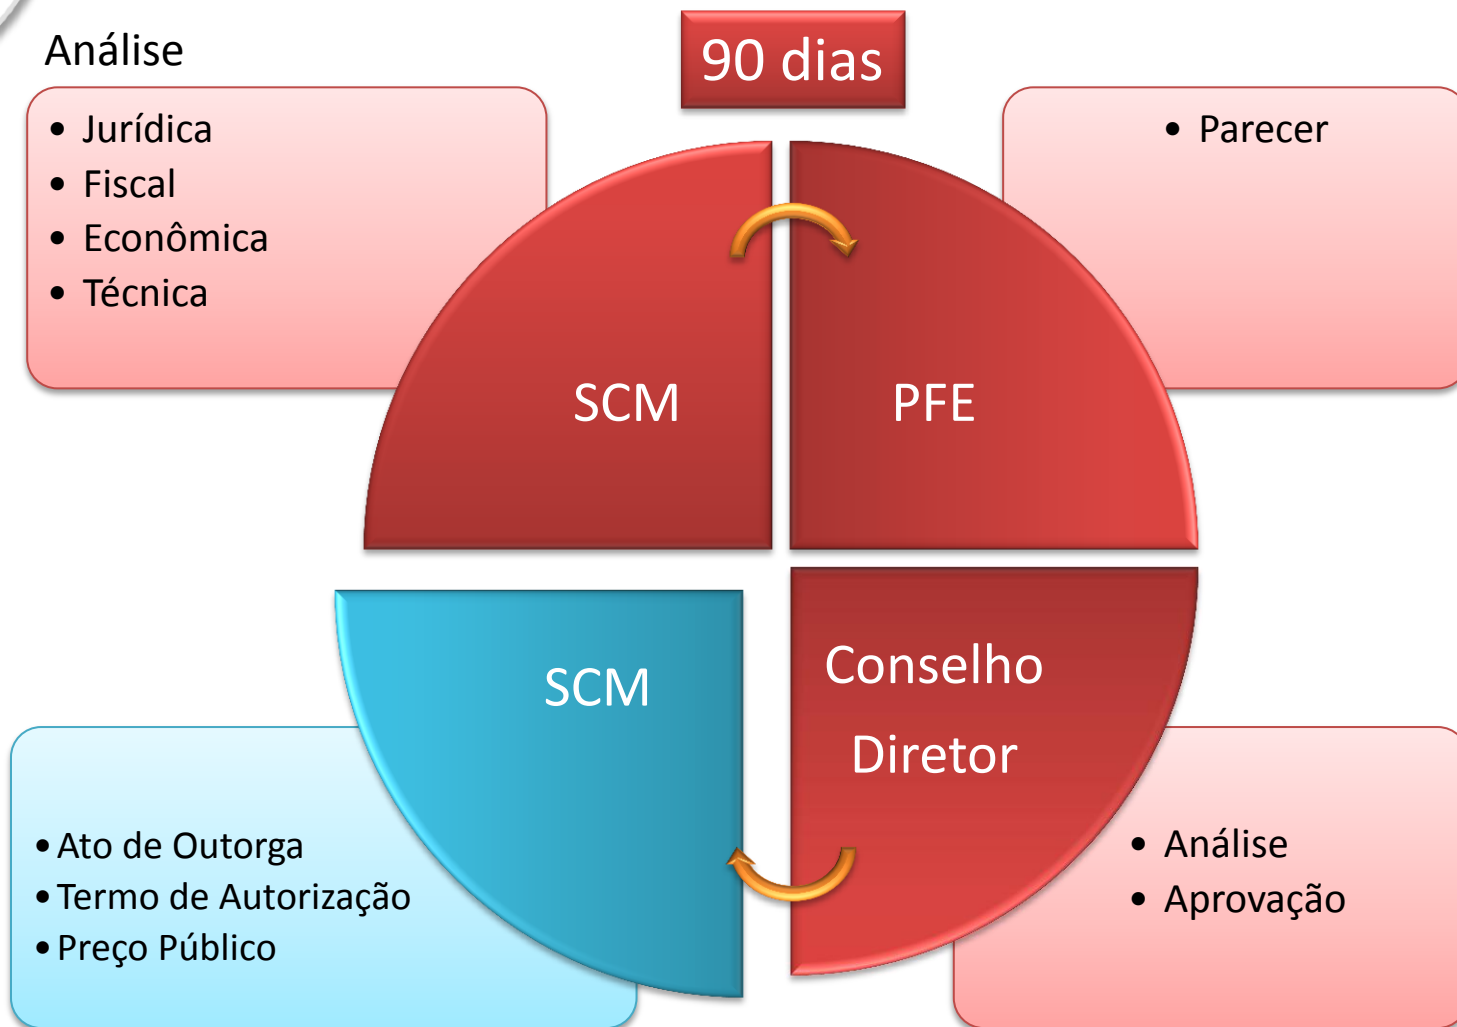 Análise
90 dias
• Jurídica
• Fiscal
• Econômica
• Técnica
• Parecer
SCM
PFE
SCM
Conselho
Diretor
• Ato de Outorga
• Termo de Autorização
• Preço Público
• Análise
• Aprovação